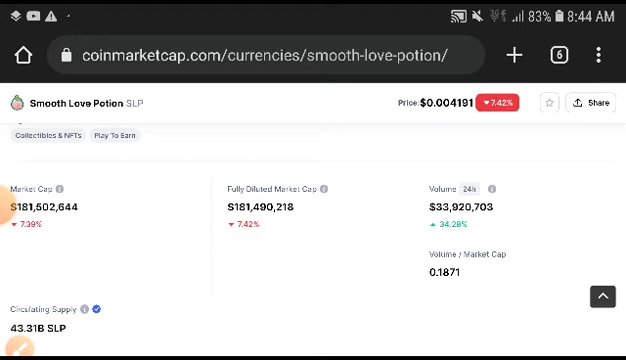 83% 8:44 AM
coinmarketcap.com/currencies/smooth-love-potion/
6
Smooth Love Potion SLP
Price:$0.004191 7.42%
Share
Collectibles & NFTs Play To Earn
Market Cap
$181,502,644
7.39%
Fully Diluted Market Cap
$181,490,218
7.42%
Volume 24h
$33,920,703
34.28%
Volume / Market Cap
0.1871
Circulating Supply
43.31B SLP